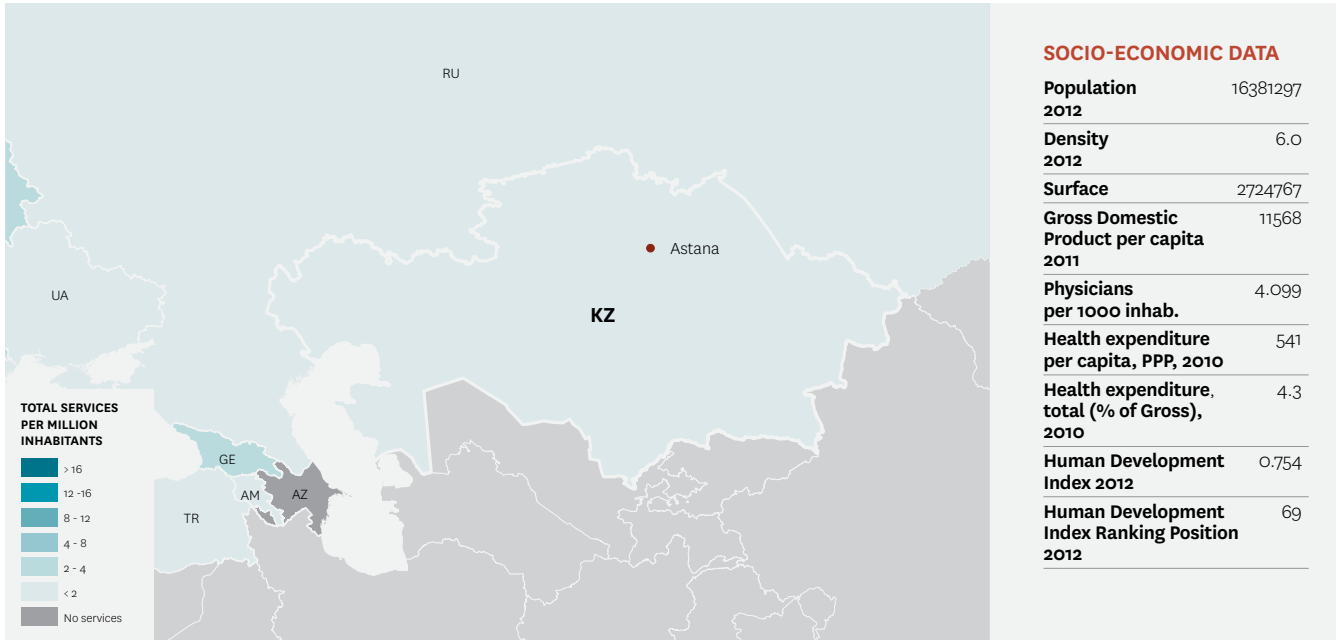 RU
Astana
UA
KZ
GE
AM
AZ
TR
TOTAL SERVICES
PER MILLION
INHABITANTS
> 16
12 -16
8 - 12
4 - 8
2 - 4
< 2
No services
SOCIO-ECONOMIC DATA
Population 16381297
2012
Density 6.0
2012
Surface 2724767
Gross Domestic 11568
Product per capita
2011
Physicians 4.099
per 1000 inhab.
Health expenditure 541
per capita, PPP, 2010
Health expenditure, 4.3
total (% of Gross),
2010
Human Development 0.754
Index 2012
Human Development 69
Index Ranking Position
2012